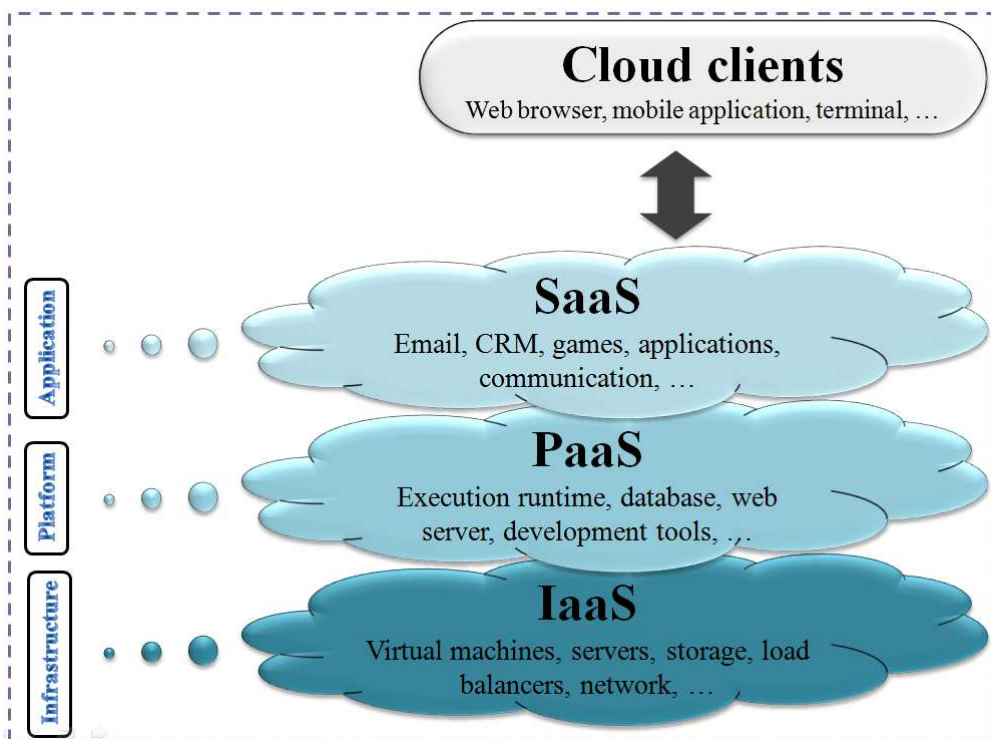 Cloud clients
Web browser, mobile application, terminal, …
Application
SaaS
Email, CRM, games, applications,
communication, …
Platform
PaaS
Execution runtime, database, web
server, development tools, …
Infrastructure
IaaS
Virtual machines, servers, storage, load
balancers, network, …